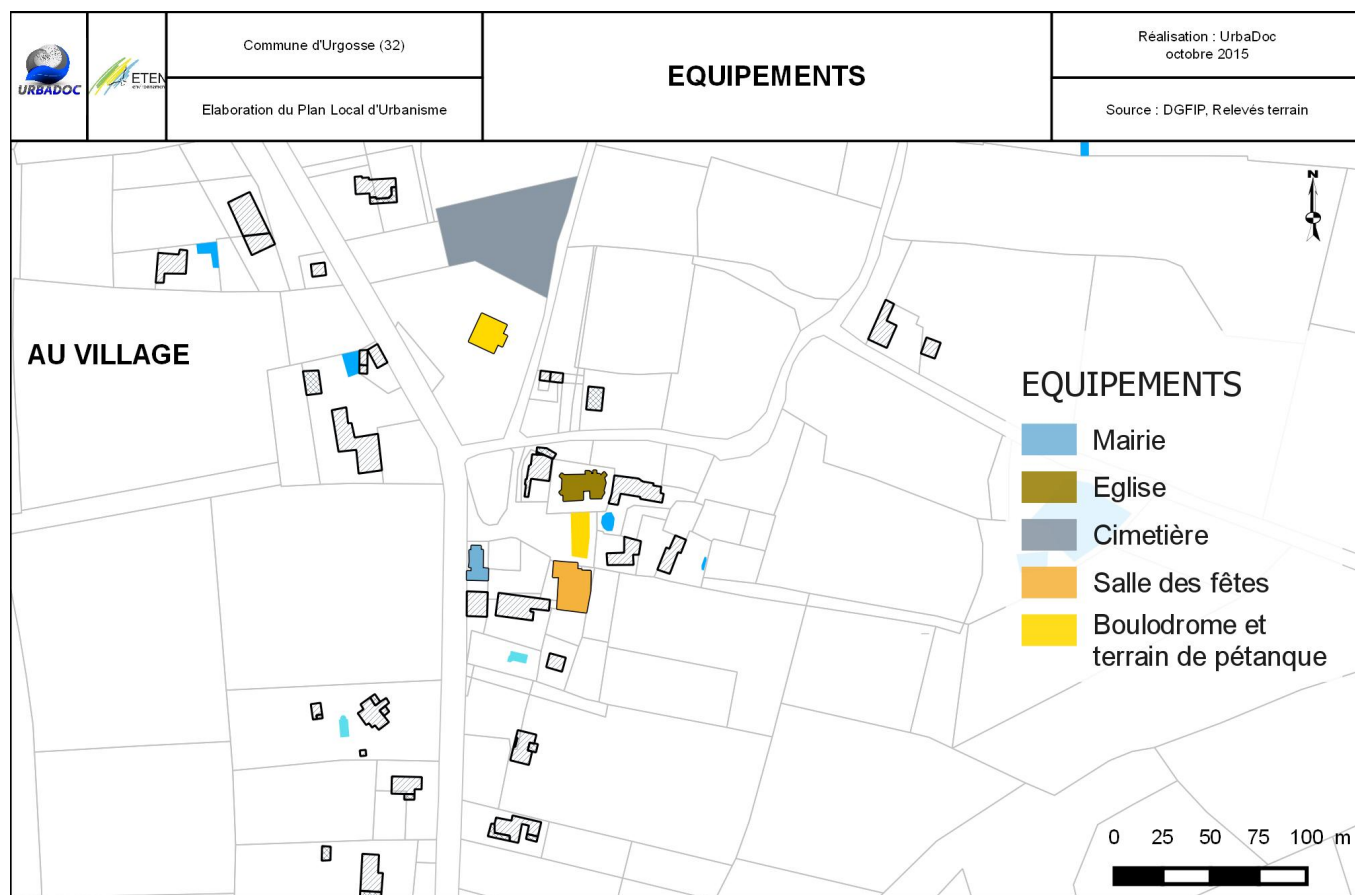 URBADOC
ETEN
Commune d'Urgosse (32)
Elaboration du Plan Local d'Urbanisme
EQUIPEMENTS
Réalisation : UrbaDoc
octobre 2015
Source : DGFIP, Relevés terrain
N
AU VILLAGE
EQUIPEMENTS
Mairie
Eglise
Cimetière
Salle des fêtes
Boulodrome et
terrain de pétanque
0 25 50 75 100 m